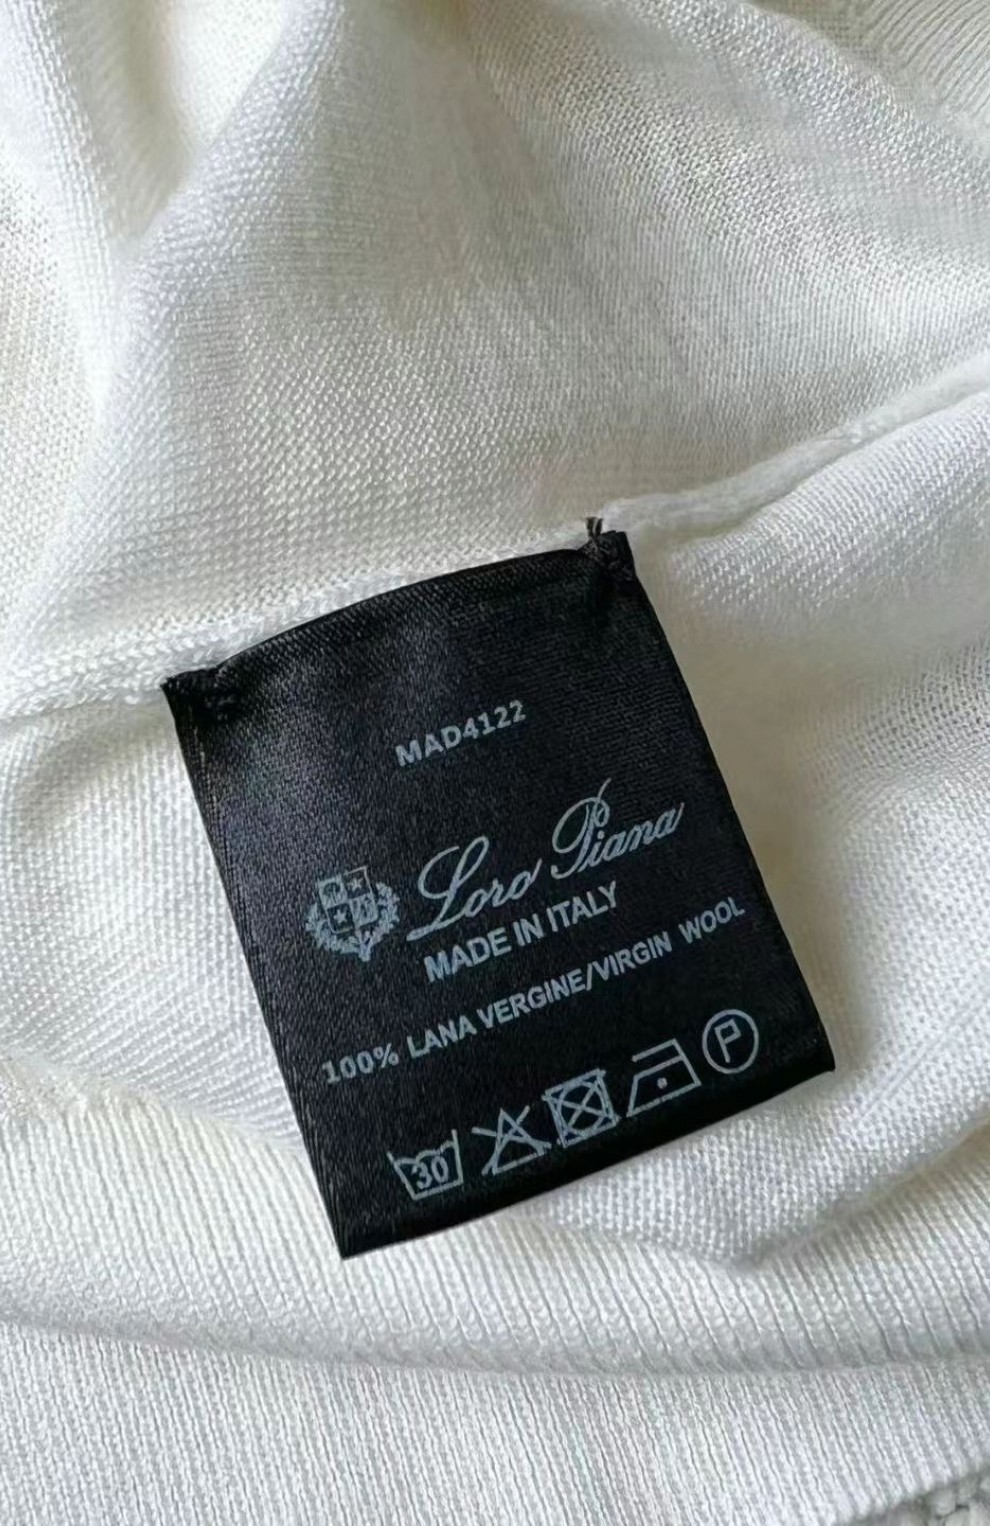 MAD4122
Loro Piana
MADE IN ITALY
100% LANA VERGINE/VIRGIN WOOL
30
P